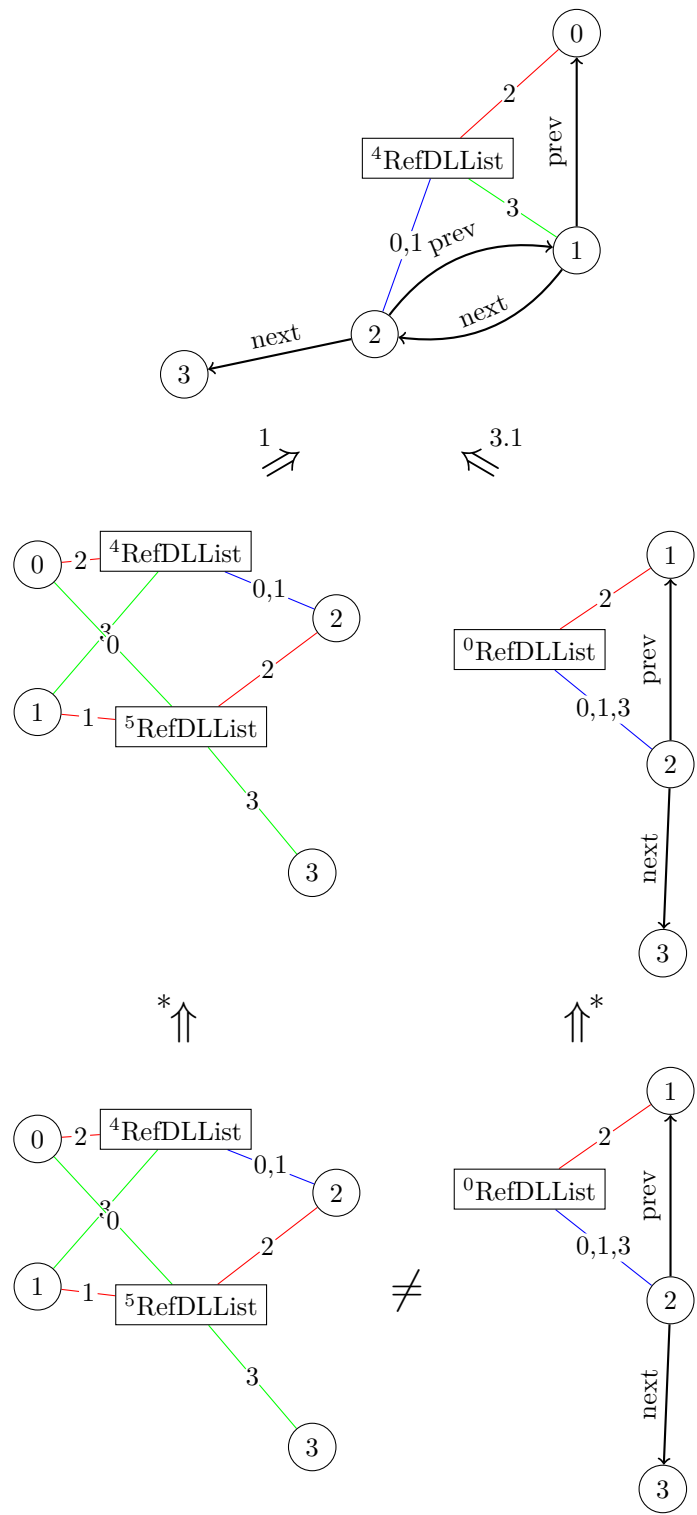 0
2
prev
⁴RefDLList
3
0,1
prev
1
next
2
next
3
1
3.1
0
2
⁴RefDLList
0,1
2
3
0
1
1
⁵RefDLList
2
3
3
1
2
⁰RefDLList
prev
0,1,3
2
next
3
*
*
0
2
⁴RefDLList
0,1
2
3
0
1
1
⁵RefDLList
2
3
3
≠
1
2
⁰RefDLList
prev
0,1,3
2
next
3